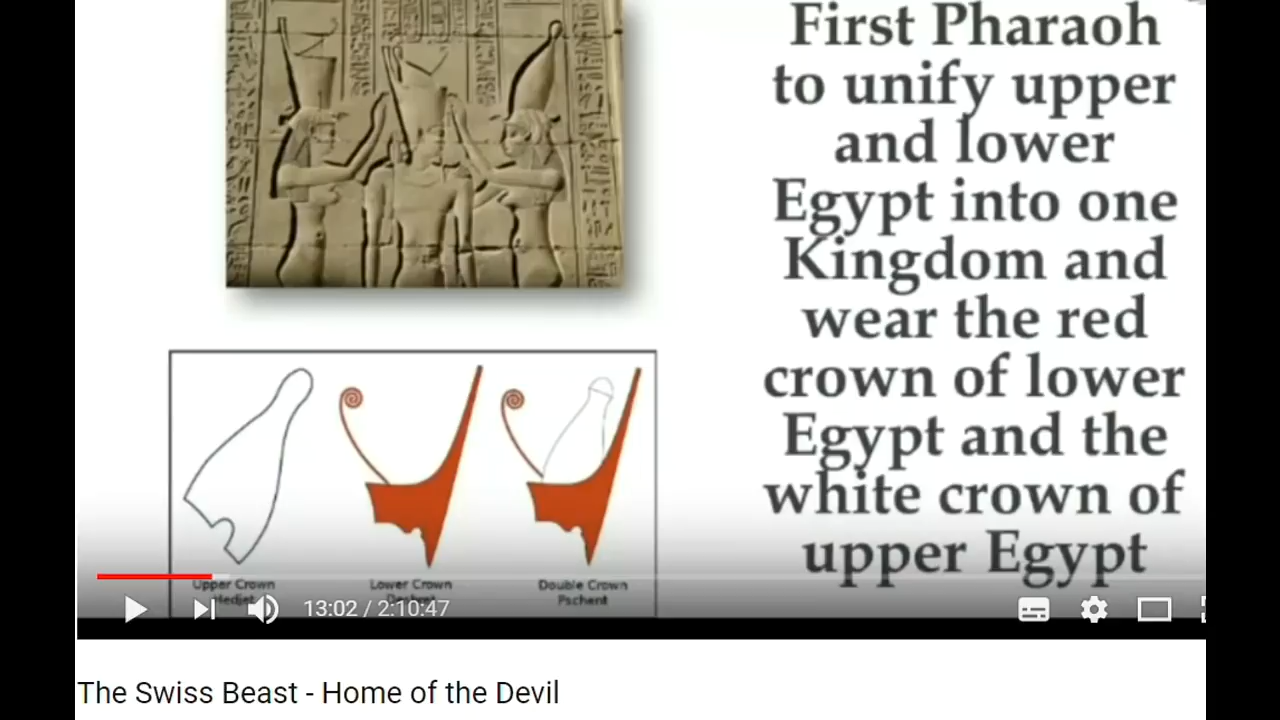 First Pharaoh
to unify upper
and lower
Egypt into one
Kingdom and
wear the red
crown of lower
Egypt and the
white crown of
upper Egypt
Upper Crown
Hedjet
Lower Crown
Deshret
Double Crown
Pschent
13:02 / 2:10:47
The Swiss Beast - Home of the Devil